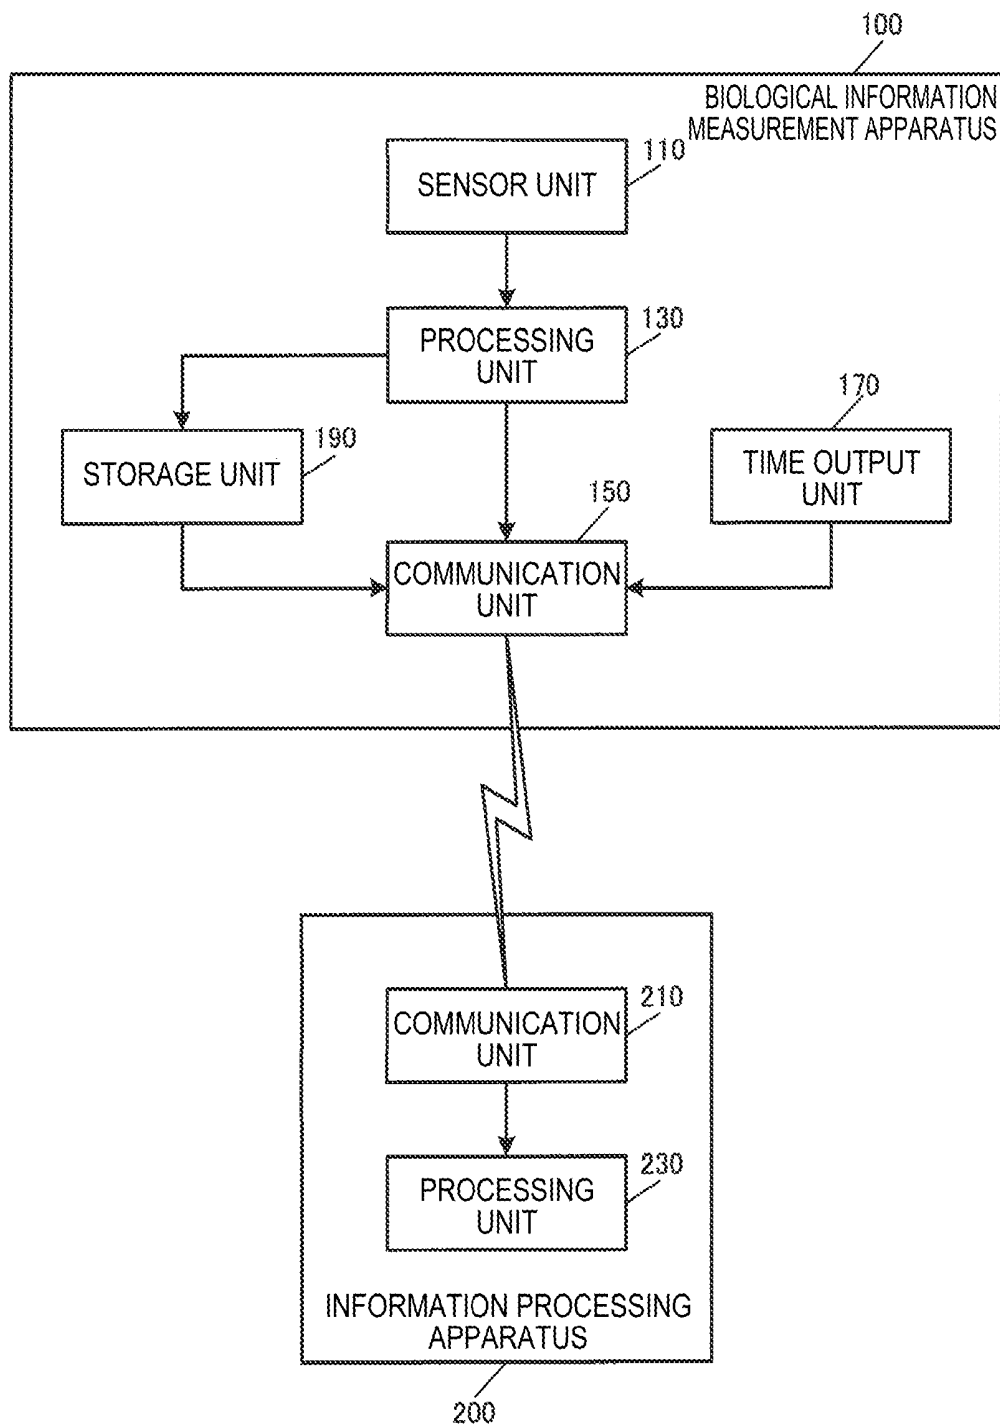 100
BIOLOGICAL INFORMATION
MEASUREMENT APPARATUS
110
SENSOR UNIT
130
PROCESSING
UNIT
170
190
STORAGE UNIT
TIME OUTPUT
UNIT
150
COMMUNICATION
UNIT
210
COMMUNICATION
UNIT
230
PROCESSING
UNIT
INFORMATION PROCESSING
APPARATUS
200